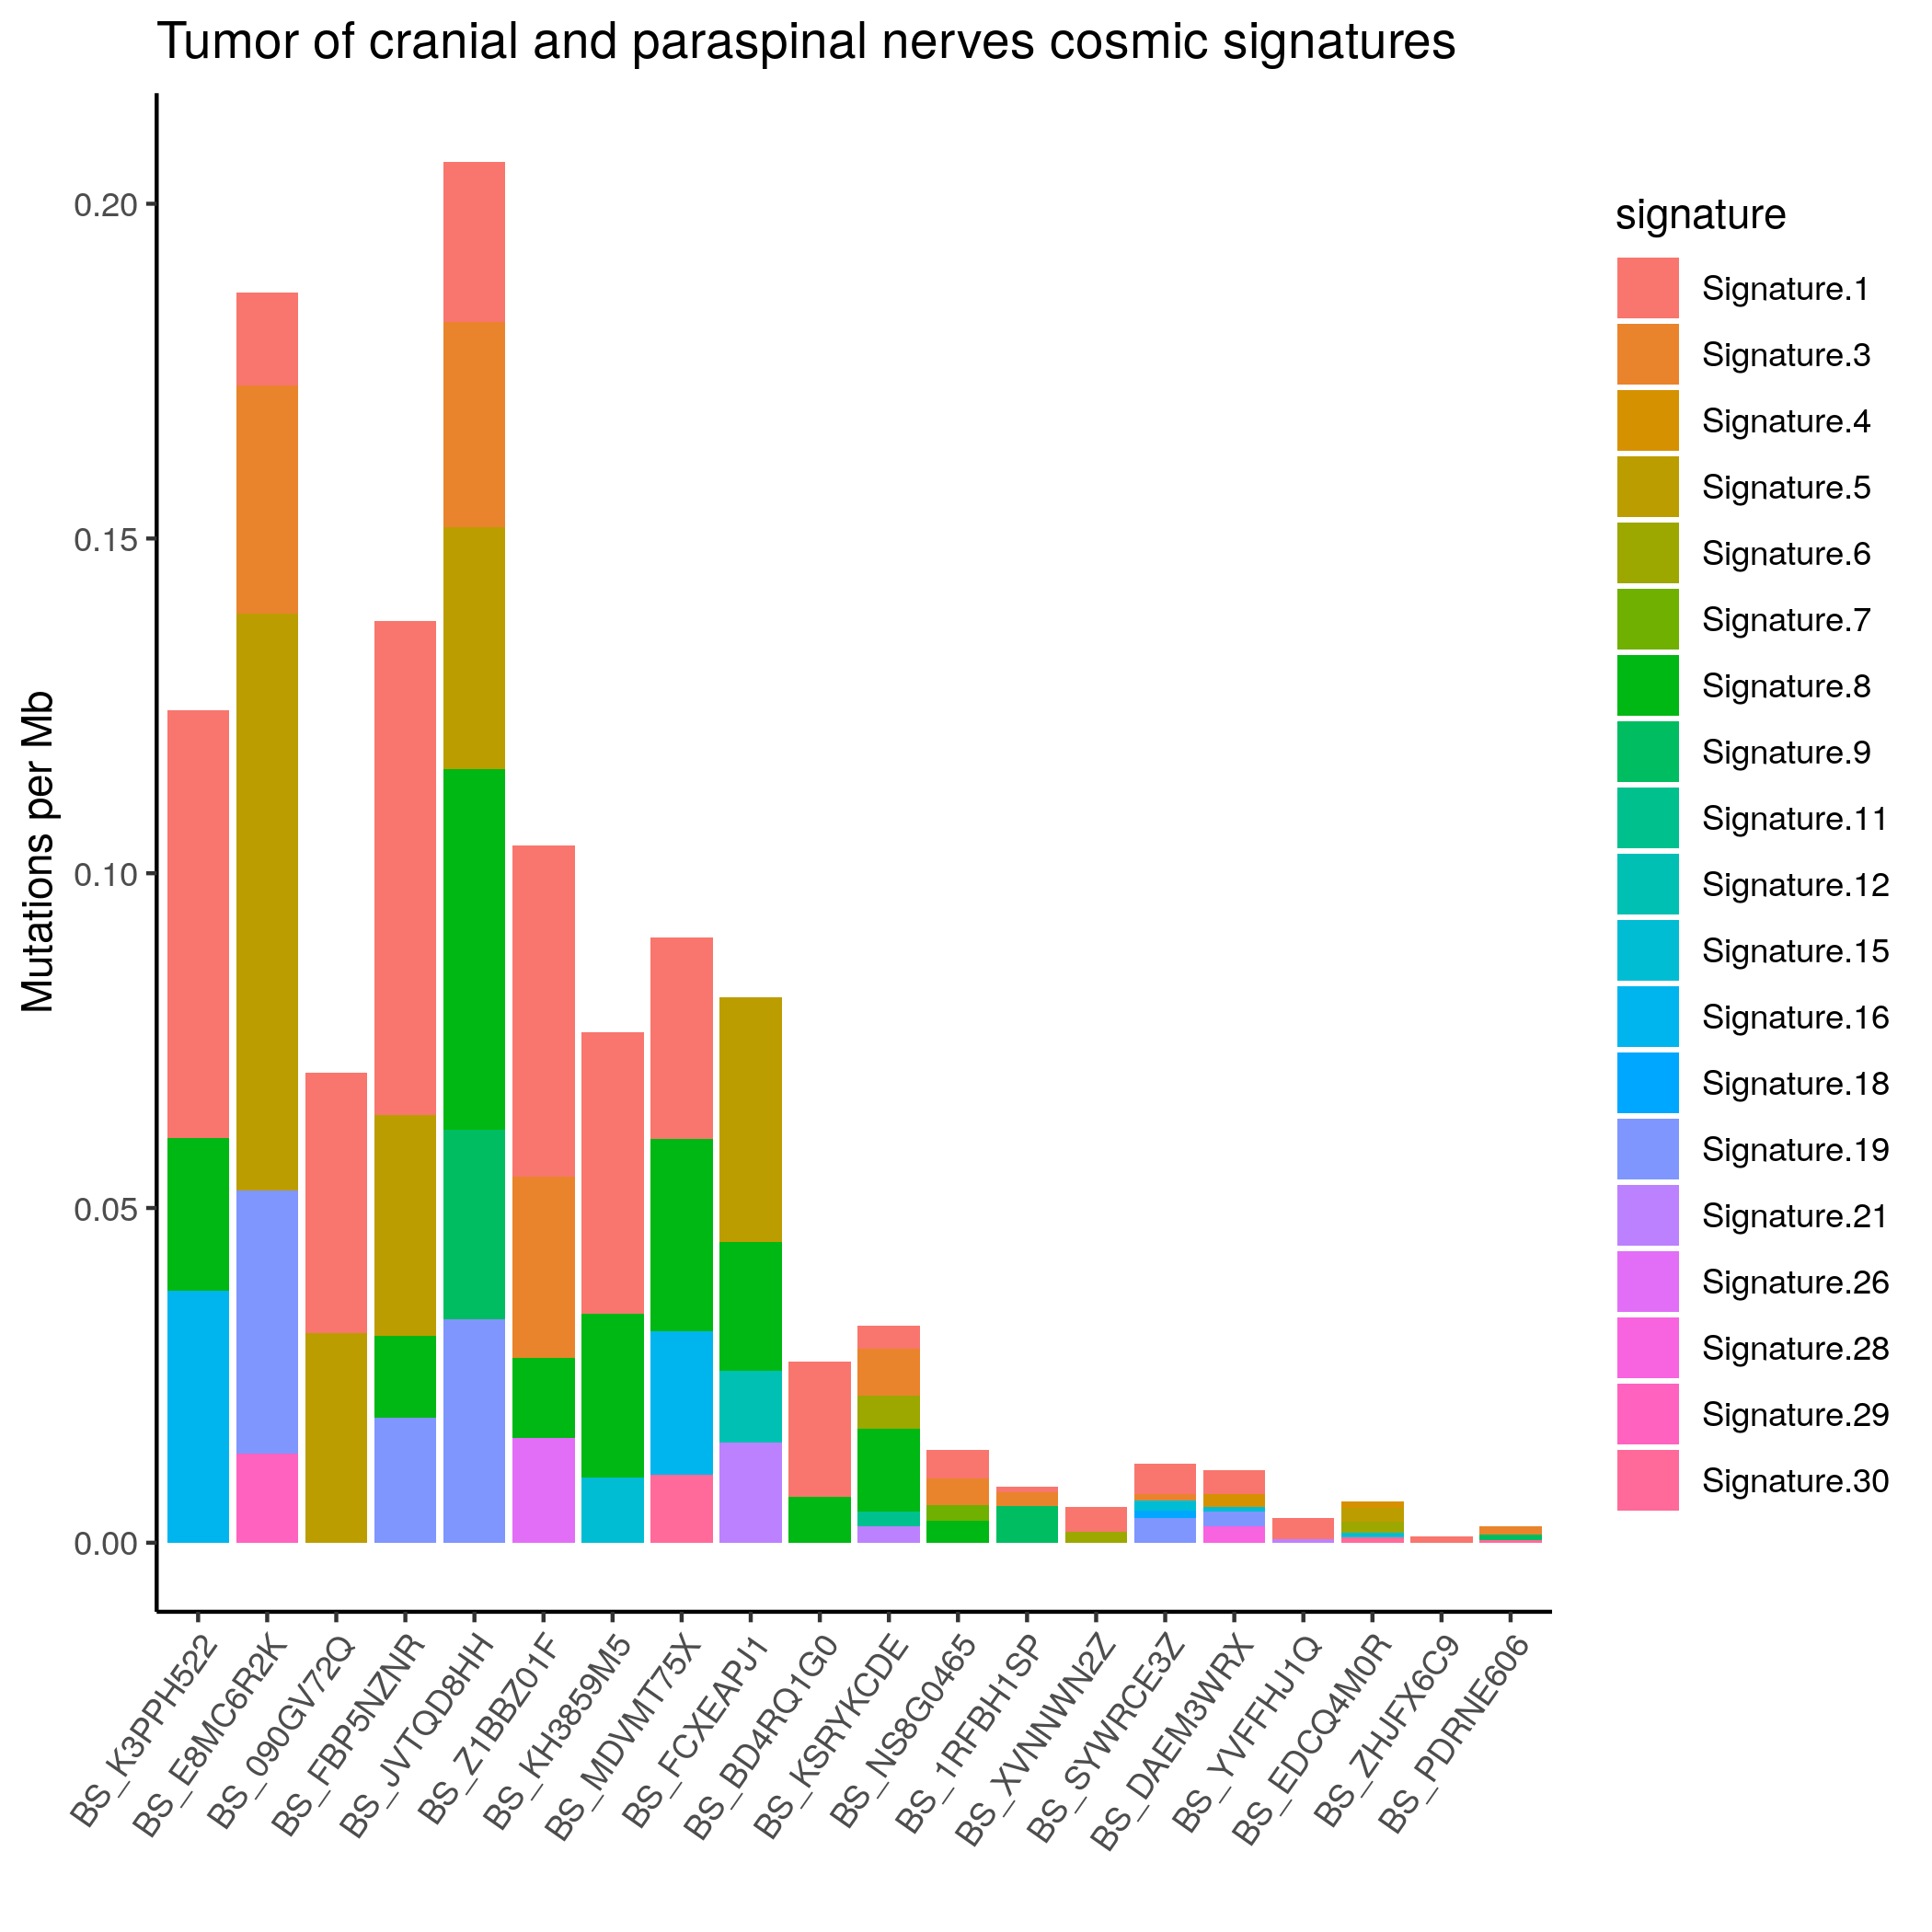 Tumor of cranial and paraspinal nerves cosmic signatures
Mutations per Mb
0.20
0.15
0.10
0.05
0.00
BS_K3PPH522
BS_E8MC6R2K
BS_090GV72Q
BS_FBP5NZNR
BS_JVTQD8HH
BS_Z1BBZ01F
BS_KH3859M5
BS_MDVMT75X
BS_FCXEAPJ1
BS_BD4RQ1G0
BS_KSRYKCDE
BS_NS8G0465
BS_1RFBH1SP
BS_XVNNWN2Z
BS_SYWRCE3Z
BS_DAEM3WRX
BS_YVFFHJ1Q
BS_EDCQ4M0R
BS_ZHJFX6C9
BS_PDRNE606
signature
Signature.1
Signature.3
Signature.4
Signature.5
Signature.6
Signature.7
Signature.8
Signature.9
Signature.11
Signature.12
Signature.15
Signature.16
Signature.18
Signature.19
Signature.21
Signature.26
Signature.28
Signature.29
Signature.30